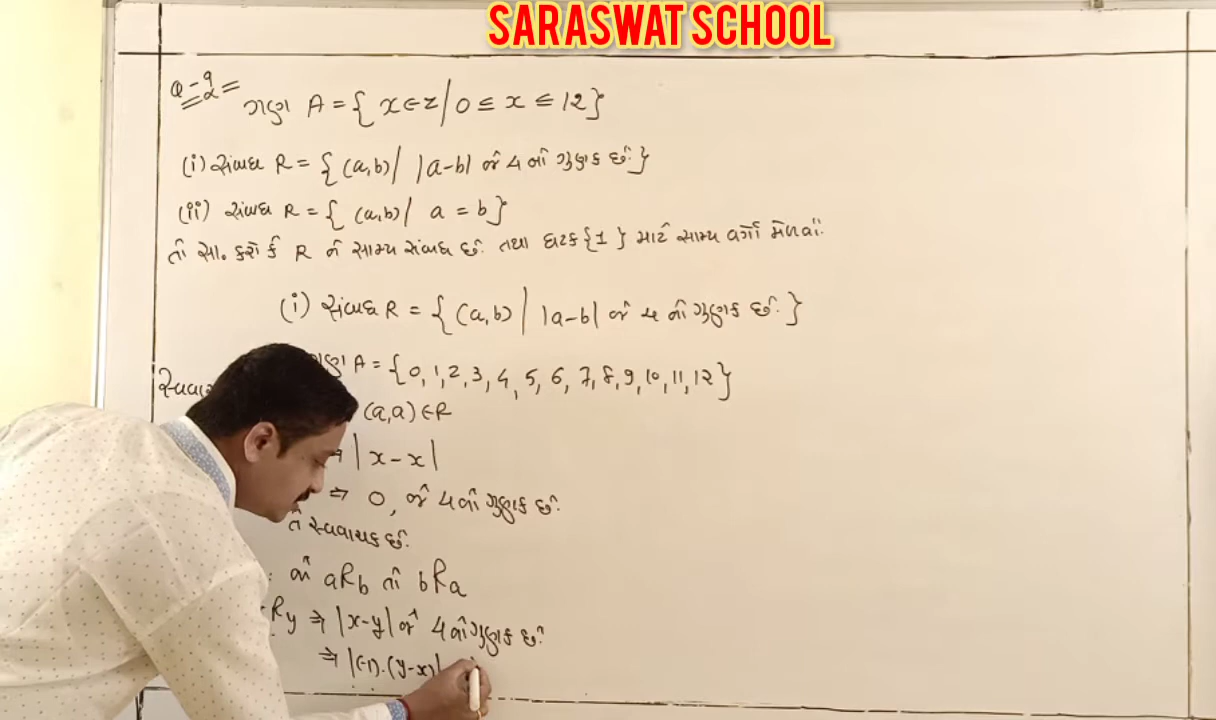 SARASWAT SCHOOL
Q-9
ગણ A = { x ∈ Z / 0 ≤ x ≤ 12 }
(i) સંબંધ R = { (a,b) / |a-b| એ 4 નો ગુણક છે. }
(ii) સંબંધ R = { (a,b) / a = b }
તો સા. કરો કે R એ સામ્ય સંબંધ છે. તથા ઘટક {1} માટે સામ્ય વર્ગો મેળવો.
(i) સંબંધ R = { (a,b) / |a-b| એ 4 નો ગુણક છે. }
A = { 0, 1, 2, 3, 4, 5, 6, 7, 8, 9, 10, 11, 12 }
(a,a) ∈ R
|x-x|
⇒ 0, એ 4 નો ગુણક છે.
તે સ્વવાચક છે.
જો aRb તો bRa
Ry ⇒ |x-y| એ 4 નો ગુણક છે.
⇒ |(-1).(y-x)|